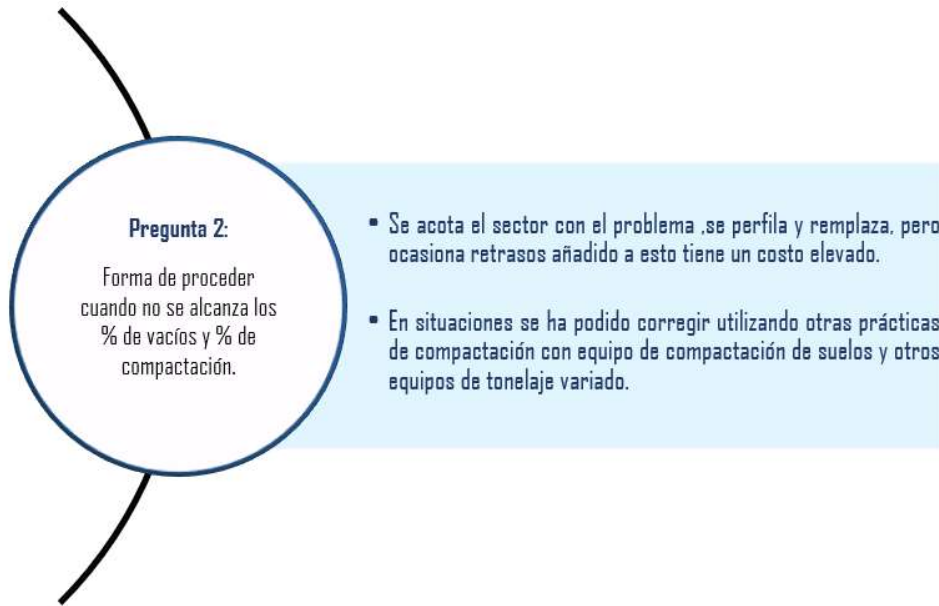 Pregunta 2:
Forma de proceder
cuando no se alcanza los
% de vacíos y % de
compactación.
▪ Se acota el sector con el problema ,se perfila y remplaza, pero
ocasiona retrasos añadido a esto tiene un costo elevado.
▪ En situaciones se ha podido corregir utilizando otras prácticas
de compactación con equipo de compactación de suelos y otros
equipos de tonelaje variado.